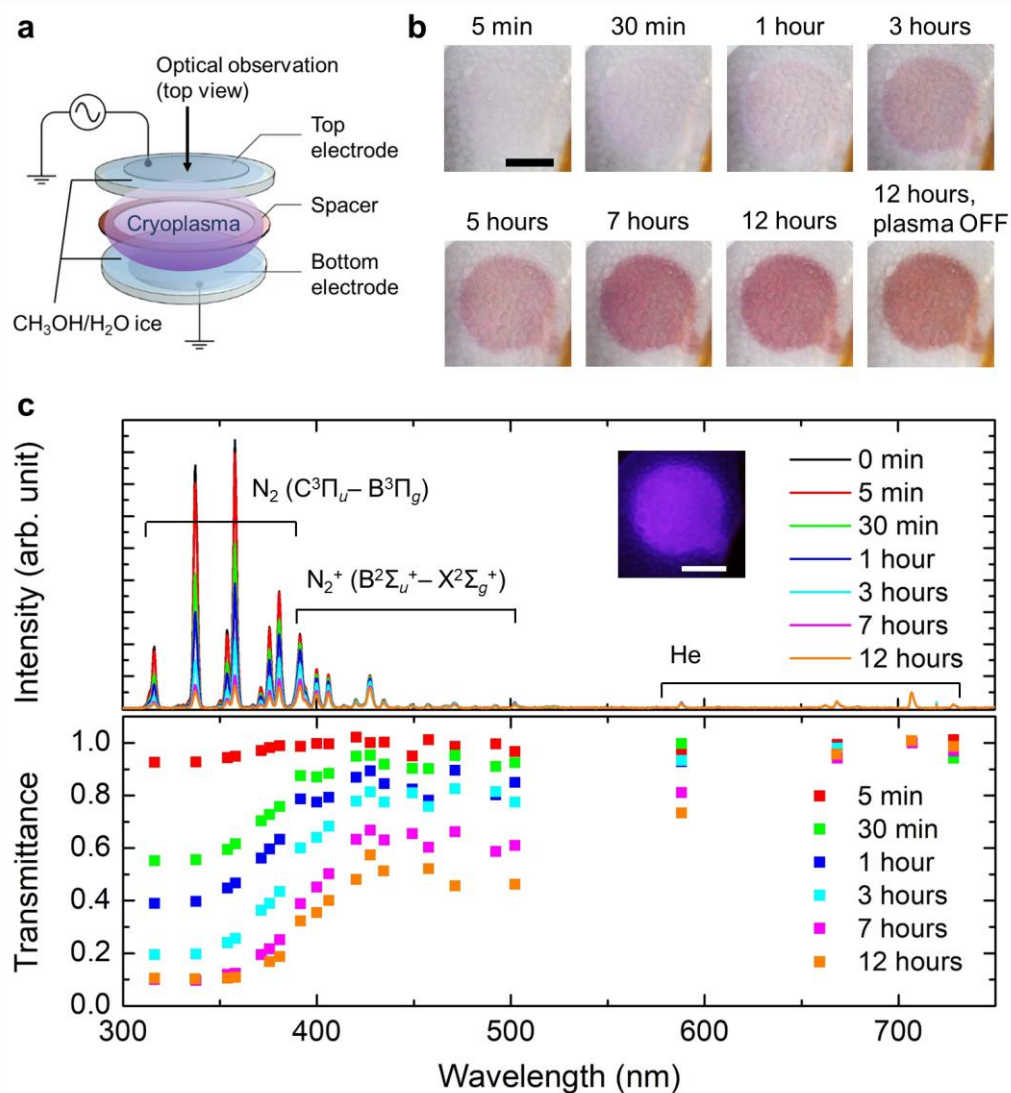 a
Optical observation
(top view)
Top
electrode
Spacer
Cryoplasma
Bottom
electrode
CH₃OH/H₂O ice
b
5 min
30 min
1 hour
3 hours
5 hours
7 hours
12 hours
12 hours,
plasma OFF
c
Intensity (arb. unit)
N₂ (C³Πᵤ– B³Π_g)
N₂⁺ (B²Σᵤ⁺– X²Σ_g⁺)
He
0 min
5 min
30 min
1 hour
3 hours
7 hours
12 hours
Transmittance
1.0
0.8
0.6
0.4
0.2
0.0
5 min
30 min
1 hour
3 hours
7 hours
12 hours
300
400
500
600
700
Wavelength (nm)